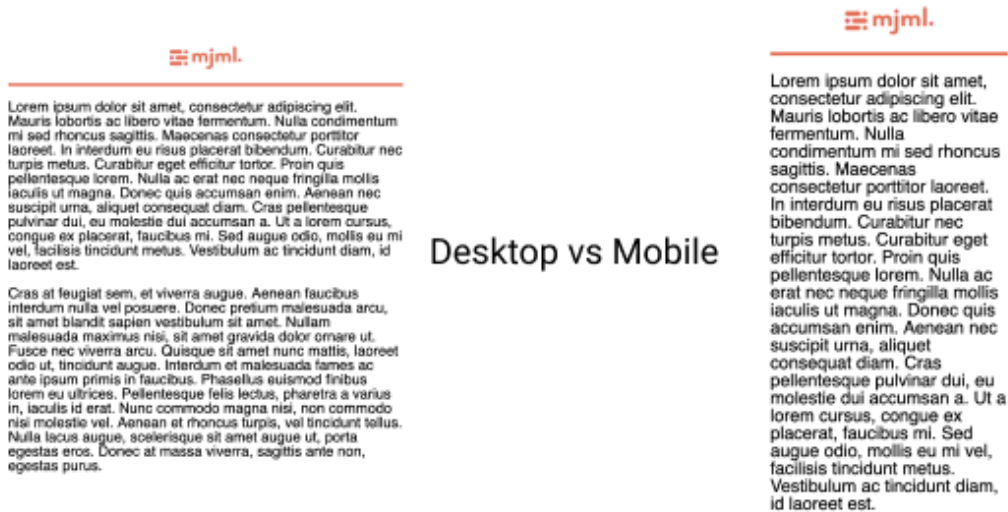 mjml.
Lorem ipsum dolor sit amet, consectetur adipiscing elit.
Mauris lobortis ac libero vitae fermentum. Nulla condimentum
mi sed rhoncus sagittis. Maecenas consectetur porttitor
laoreet. In interdum eu risus placerat bibendum. Curabitur nec
turpis metus. Curabitur eget efficitur tortor. Proin quis
pellentesque lorem. Nulla ac erat nec neque fringilla mollis
iaculis ut magna. Donec quis accumsan enim. Aenean nec
suscipit urna, aliquet consequat diam. Cras pellentesque
pulvinar dui, eu molestie dui accumsan a. Ut a lorem cursus,
congue ex placerat, faucibus mi. Sed augue odio, mollis eu mi
vel, facilisis tincidunt metus. Vestibulum ac tincidunt diam, id
laoreet est.
Cras at feugiat sem, et viverra augue. Aenean faucibus
interdum nulla vel posuere. Donec pretium malesuada arcu,
sit amet blandit sapien vestibulum sit amet. Nullam
malesuada maximus nisi, sit amet gravida dolor ornare ut.
Fusce nec viverra arcu. Quisque sit amet nunc mattis, laoreet
odio ut, tincidunt augue. Interdum et malesuada fames ac
ante ipsum primis in faucibus. Phasellus euismod finibus
lorem eu ultrices. Pellentesque felis lectus, pharetra a varius
in, iaculis id erat. Nunc commodo magna nisi, non commodo
nisi molestie vel. Aenean et rhoncus turpis, vel tincidunt tellus.
Nulla lacus augue, scelerisque sit amet augue ut, porta
egestas eros. Donec at massa viverra, sagittis ante non,
egestas purus.
Desktop vs Mobile
mjml.
Lorem ipsum dolor sit amet,
consectetur adipiscing elit.
Mauris lobortis ac libero vitae
fermentum. Nulla
condimentum mi sed rhoncus
sagittis. Maecenas
consectetur porttitor laoreet.
In interdum eu risus placerat
bibendum. Curabitur nec
turpis metus. Curabitur eget
efficitur tortor. Proin quis
pellentesque lorem. Nulla ac
erat nec neque fringilla mollis
iaculis ut magna. Donec quis
accumsan enim. Aenean nec
suscipit urna, aliquet
consequat diam. Cras
pellentesque pulvinar dui, eu
molestie dui accumsan a. Ut a
lorem cursus, congue ex
placerat, faucibus mi. Sed
augue odio, mollis eu mi vel,
facilisis tincidunt metus.
Vestibulum ac tincidunt diam,
id laoreet est.